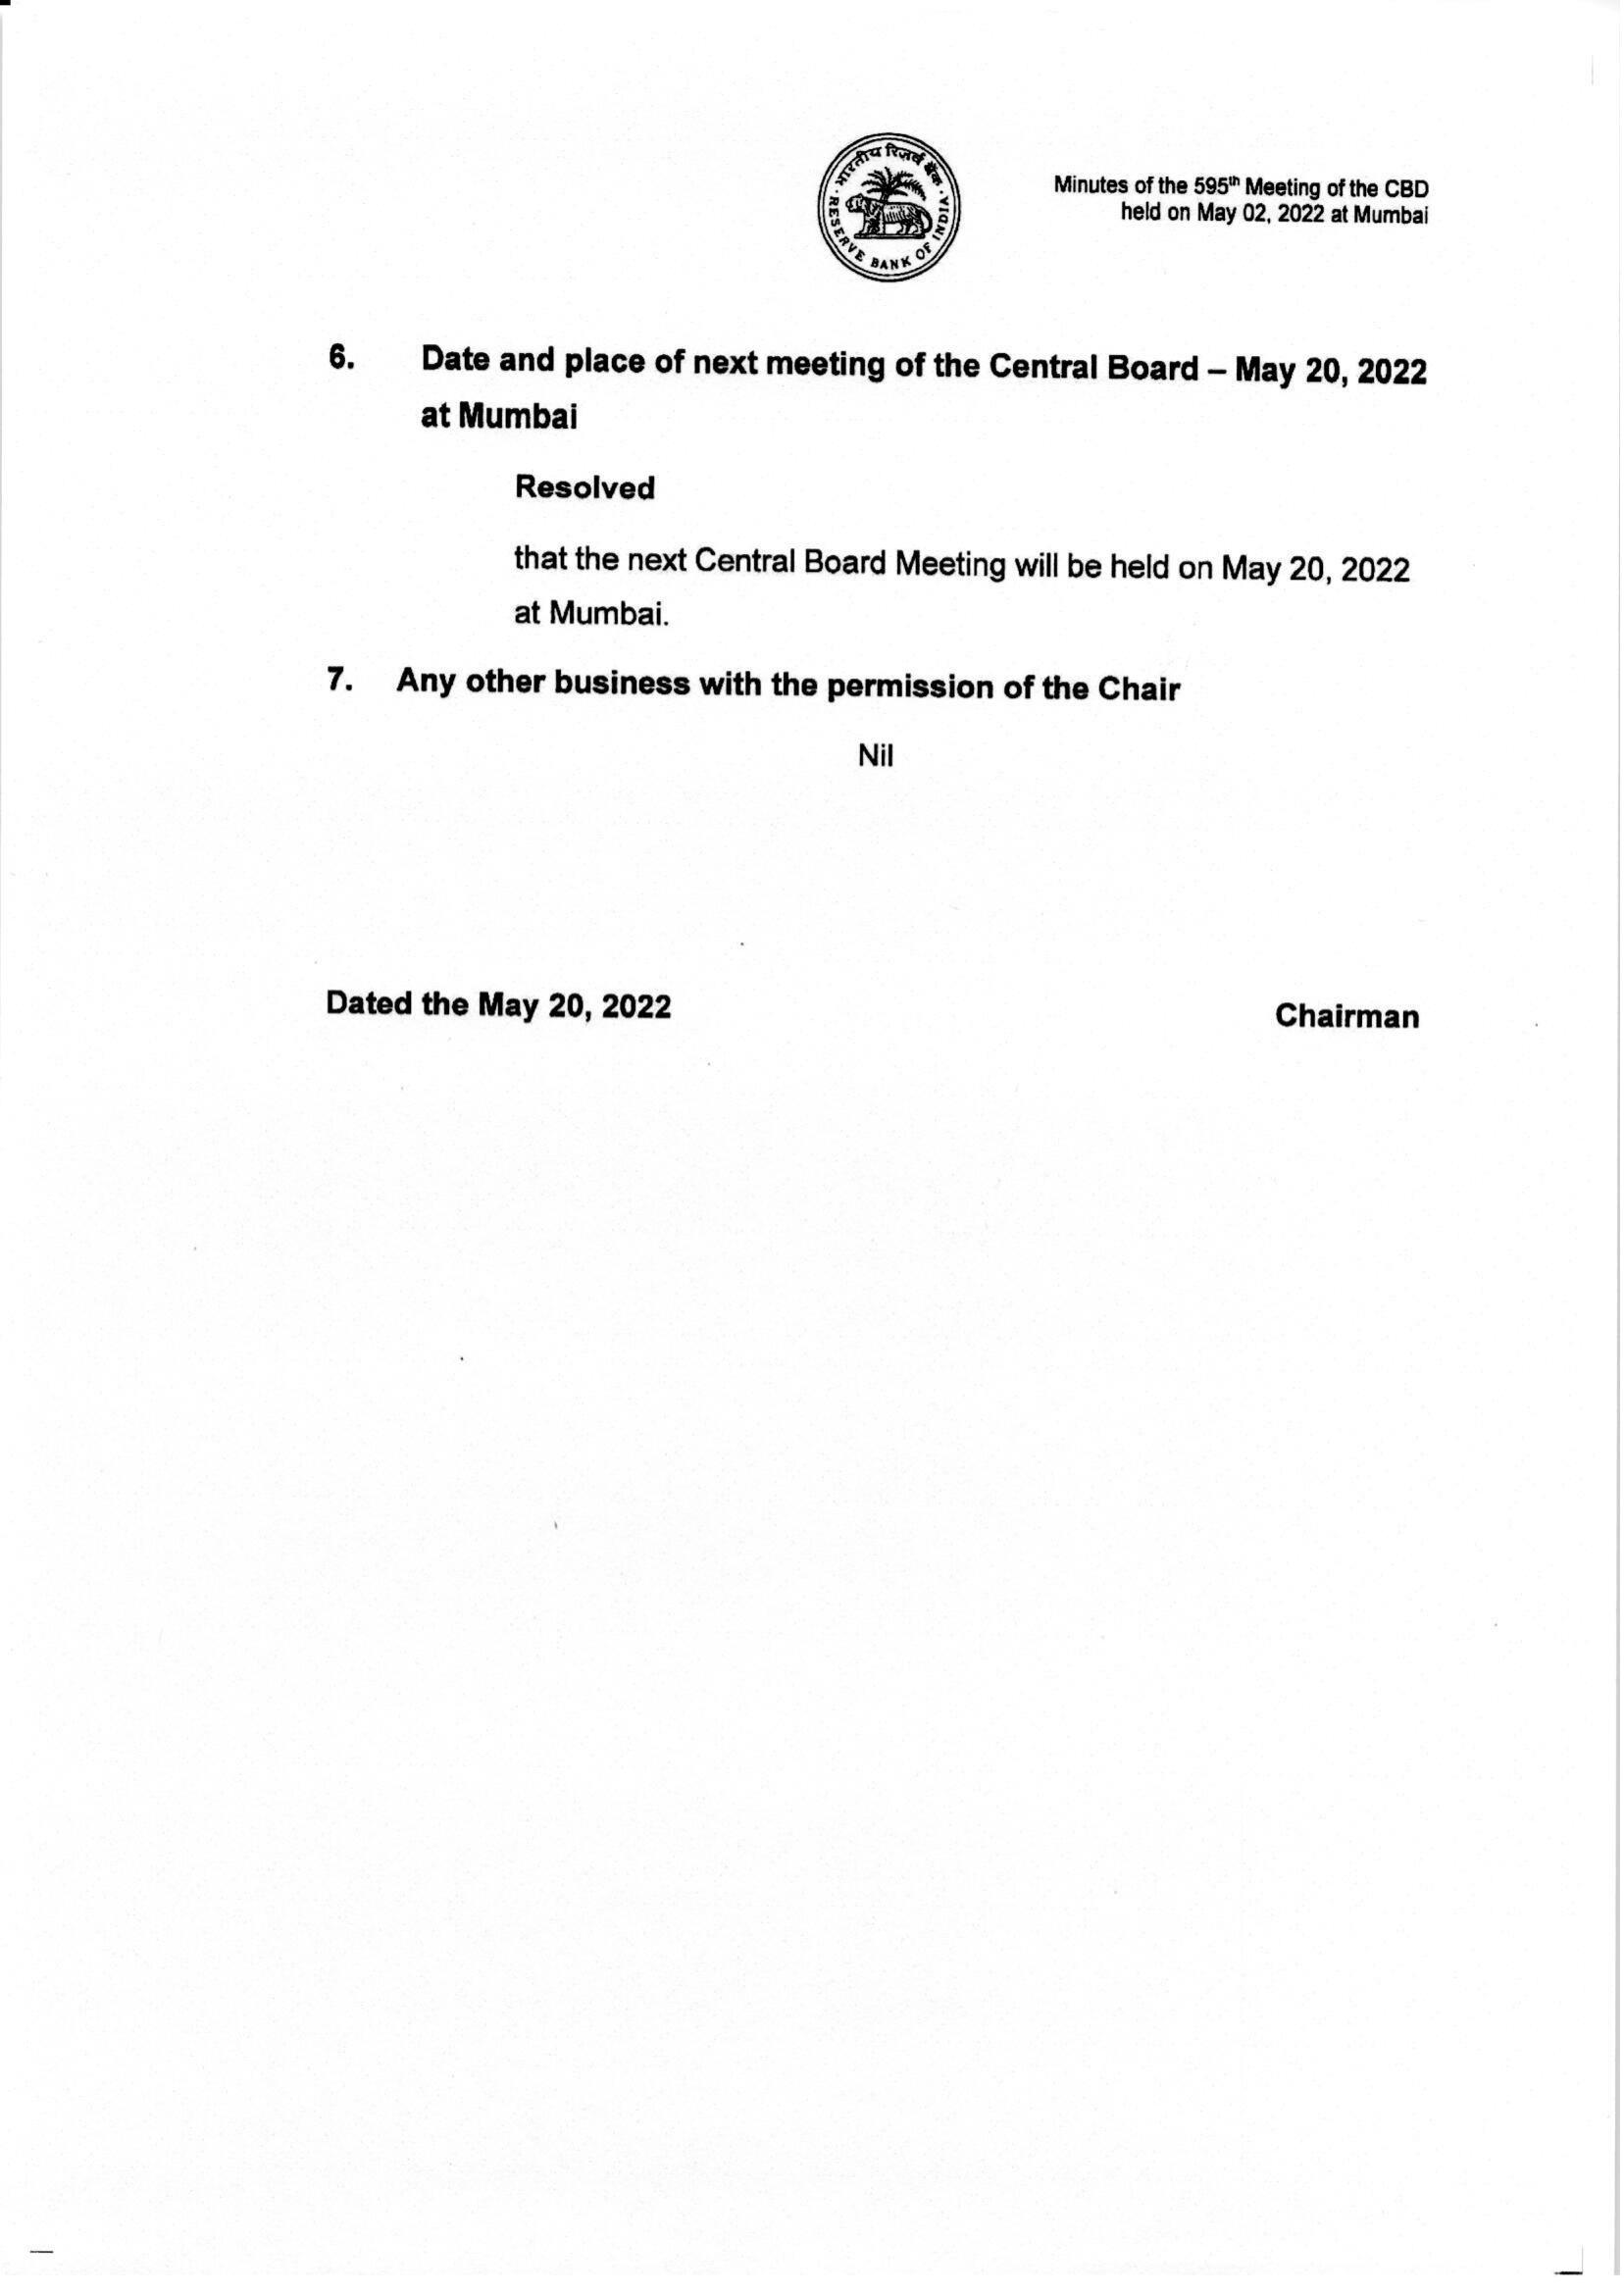 भारतीय रिज़र्व बैंक
RESERVE BANK OF INDIA
Minutes of the 595th Meeting of the CBD
held on May 02, 2022 at Mumbai
6. Date and place of next meeting of the Central Board – May 20, 2022
at Mumbai
Resolved
that the next Central Board Meeting will be held on May 20, 2022
at Mumbai.
7. Any other business with the permission of the Chair
Nil
Dated the May 20, 2022
Chairman